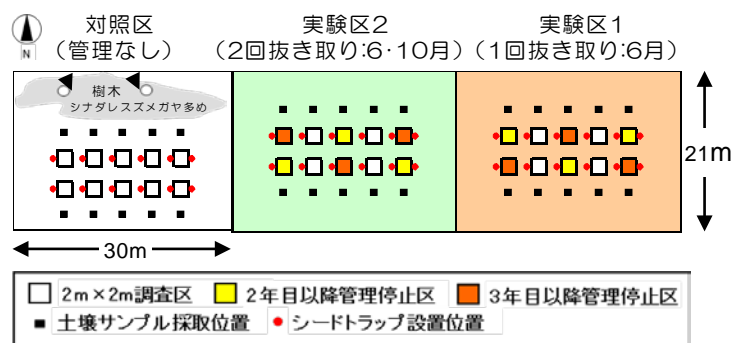 対照区
(管理なし)
実験区2
(2回抜き取り:6・10月)
実験区1
(1回抜き取り:6月)
N
樹木
シナダレスズメガヤ多め
21m
30m
2m×2m調査区 2年目以降管理停止区 3年目以降管理停止区
土壌サンプル採取位置 シードトラップ設置位置